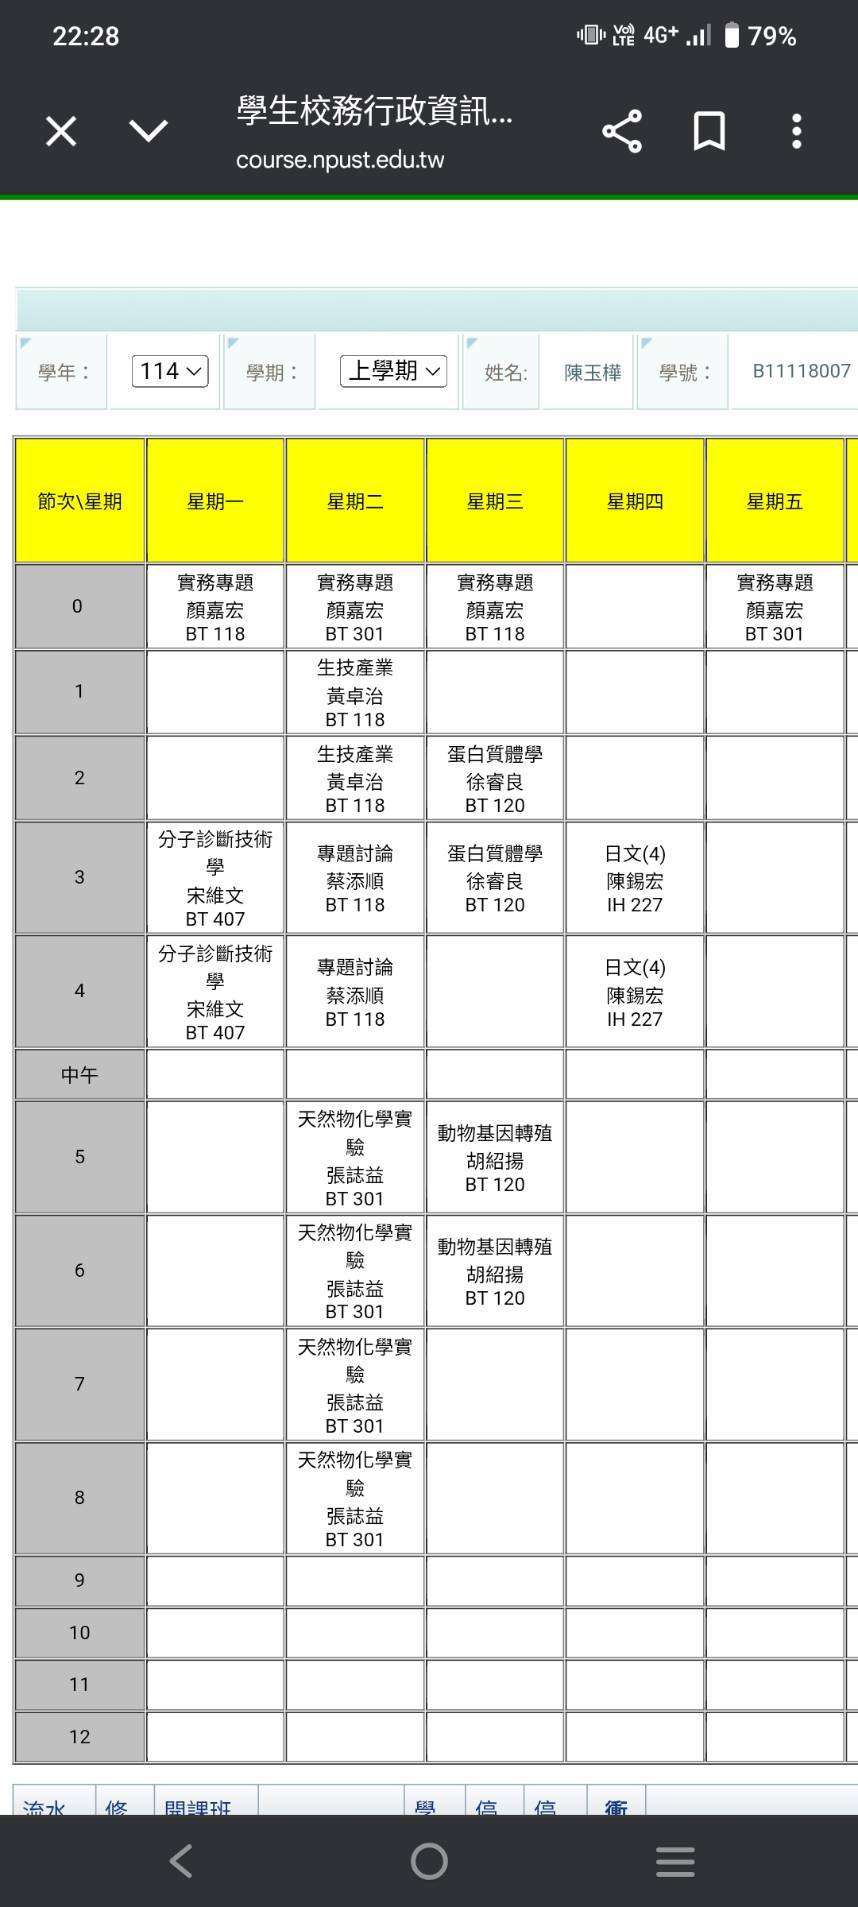 22:28
VoLTE 4G+ 79%
學生校務行政資訊...
course.npust.edu.tw
學年： 114 學期： 上學期 姓名: 陳玉樺 學號： B11118007
節次\星期 星期一 星期二 星期三 星期四 星期五
0
實務專題
顏嘉宏
BT 118
實務專題
顏嘉宏
BT 301
實務專題
顏嘉宏
BT 118
實務專題
顏嘉宏
BT 301
1
生技產業
黃卓治
BT 118
2
生技產業
黃卓治
BT 118
蛋白質體學
徐睿良
BT 120
3
分子診斷技術
學
宋維文
BT 407
專題討論
蔡添順
BT 118
蛋白質體學
徐睿良
BT 120
日文(4)
陳錫宏
IH 227
4
分子診斷技術
學
宋維文
BT 407
專題討論
蔡添順
BT 118
日文(4)
陳錫宏
IH 227
中午
5
天然物化學實
驗
張誌益
BT 301
動物基因轉殖
胡紹揚
BT 120
6
天然物化學實
驗
張誌益
BT 301
動物基因轉殖
胡紹揚
BT 120
7
天然物化學實
驗
張誌益
BT 301
8
天然物化學實
驗
張誌益
BT 301
9
10
11
12
流水 修 開課班 學 停 停 衝